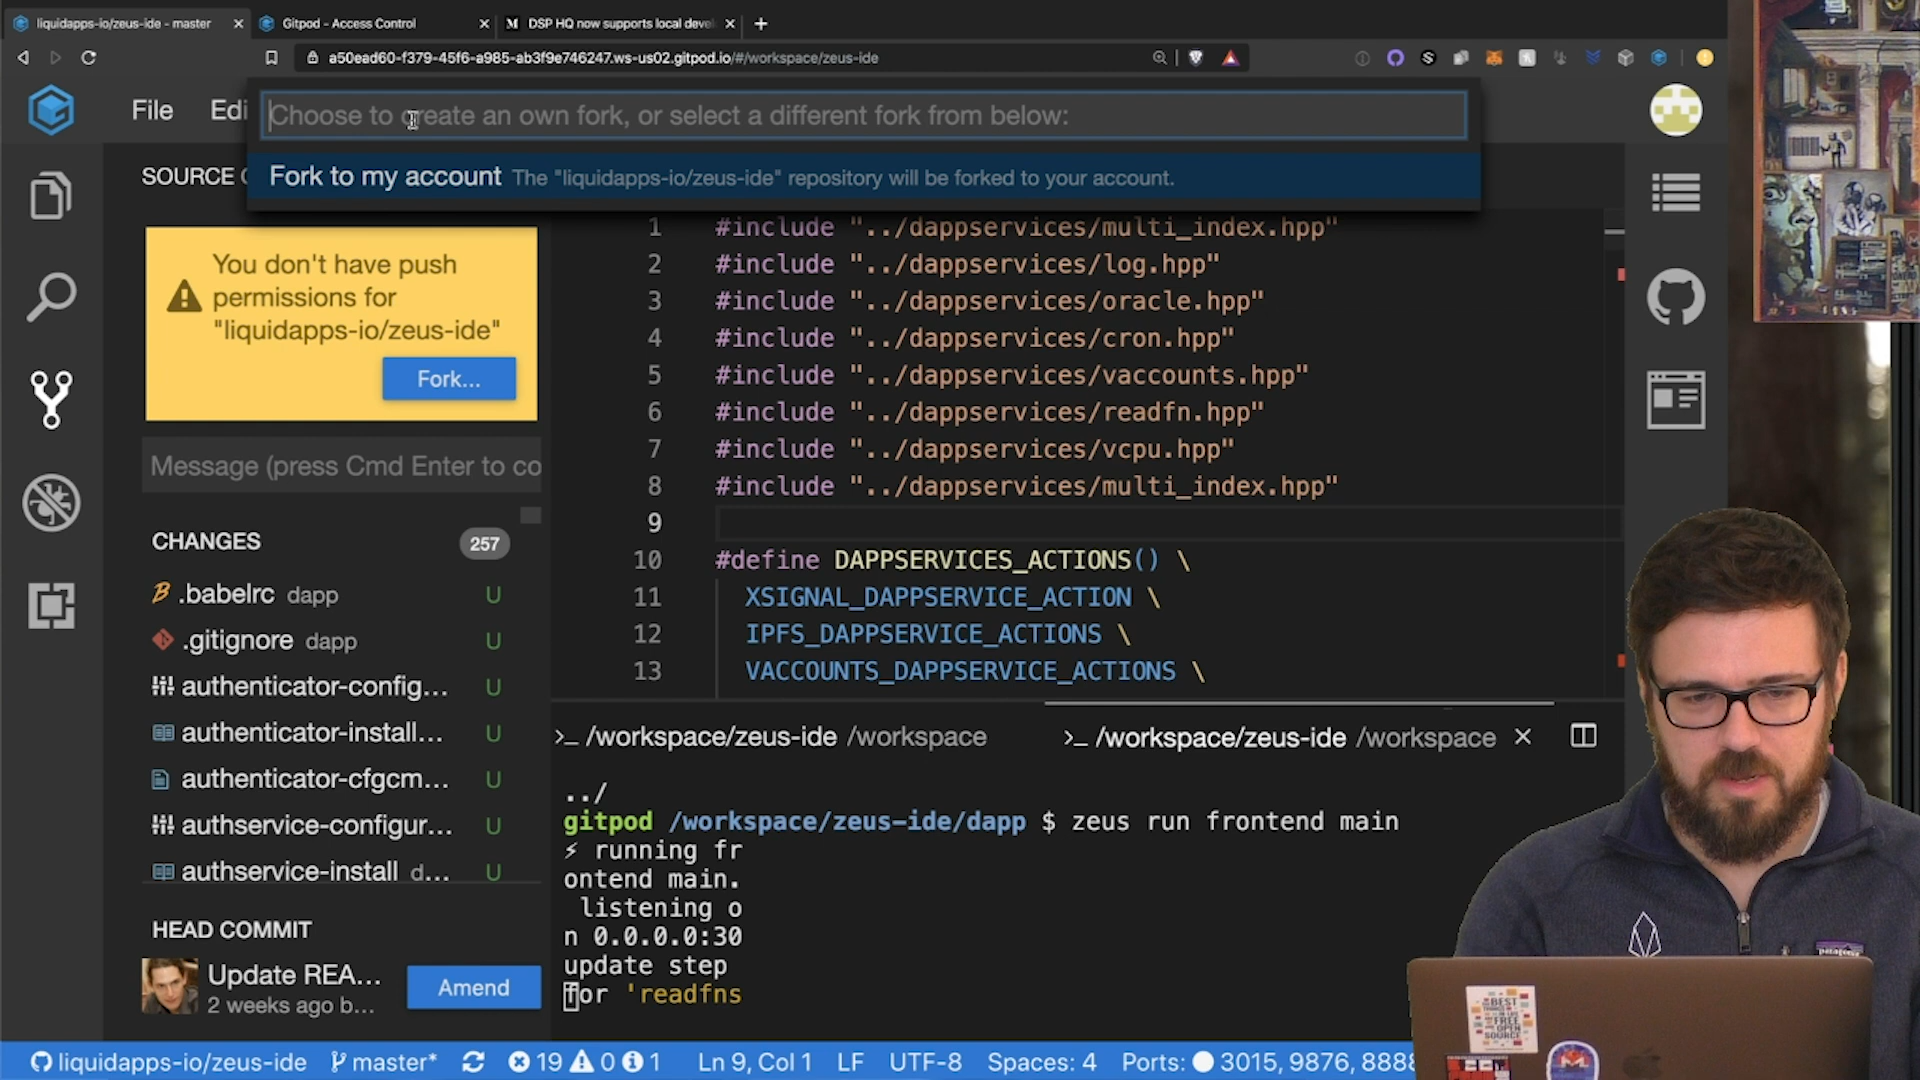 liquidapps-io/zeus-ide - master
Gitpod - Access Control
DSP HQ now supports local deve
a50ead60-f379-45f6-a985-ab3f9e746247.ws-us02.gitpod.io/#/workspace/zeus-ide
File Edi
Choose to create an own fork, or select a different fork from below:
Fork to my account The "liquidapps-io/zeus-ide" repository will be forked to your account.
SOURCE C
You don't have push
permissions for
"liquidapps-io/zeus-ide"
Fork...
Message (press Cmd Enter to co
CHANGES 257
.babelrc dapp U
.gitignore dapp U
authenticator-config... U
authenticator-install... U
authenticator-cfgcm... U
authservice-configur... U
authservice-install d... U
HEAD COMMIT
Update REA...
2 weeks ago b...
Amend
1 #include "../dappservices/multi_index.hpp"
2 #include "../dappservices/log.hpp"
3 #include "../dappservices/oracle.hpp"
4 #include "../dappservices/cron.hpp"
5 #include "../dappservices/vaccounts.hpp"
6 #include "../dappservices/readfn.hpp"
7 #include "../dappservices/vcpu.hpp"
8 #include "../dappservices/multi_index.hpp"
9
10 #define DAPPSERVICES_ACTIONS() \
11 XSIGNAL_DAPPSERVICE_ACTION \
12 IPFS_DAPPSERVICE_ACTIONS \
13 VACCOUNTS_DAPPSERVICE_ACTIONS \
>_ /workspace/zeus-ide /workspace
>_ /workspace/zeus-ide /workspace
../
gitpod /workspace/zeus-ide/dapp $ zeus run frontend main
⚡ running fr
ontend main.
listening o
n 0.0.0.0:30
update step
for 'readfns
liquidapps-io/zeus-ide master* 19 0 1 Ln 9, Col 1 LF UTF-8 Spaces: 4 Ports: 3015, 9876, 8888
patagonia
BEST
THINGS
IN LIFE
ARE FREE
AND OPEN
SOURCE